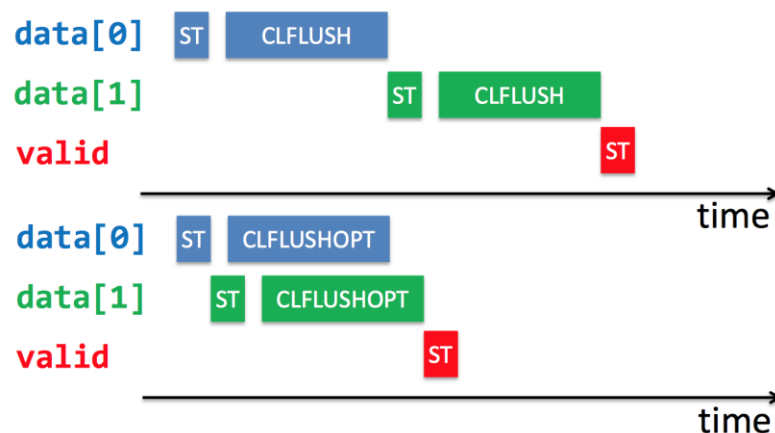 data[0] ST CLFLUSH
data[1] ST CLFLUSH
valid ST
time
data[0] ST CLFLUSHOPT
data[1] ST CLFLUSHOPT
valid ST
time